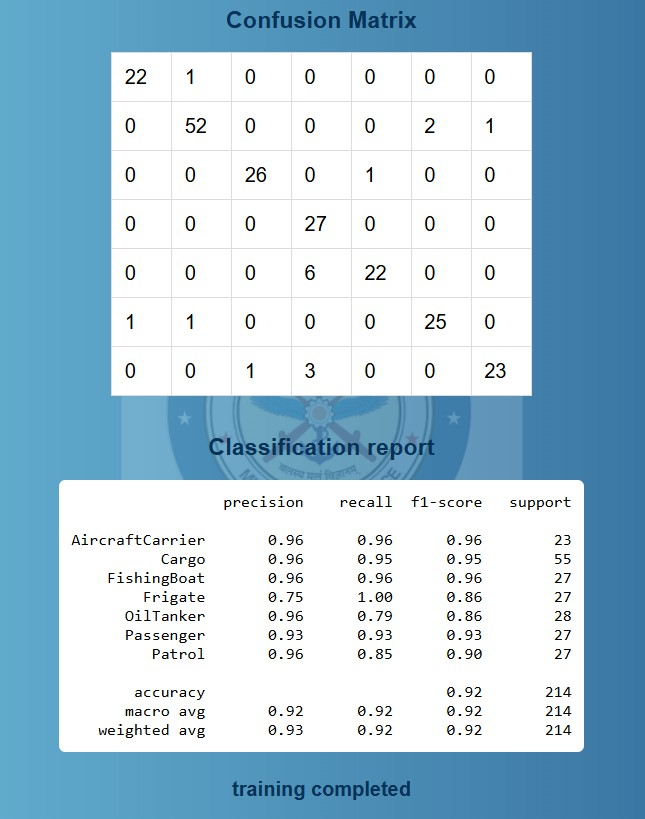 Confusion Matrix
22 1 0 0 0 0 0
0 52 0 0 0 2 1
0 0 26 0 1 0 0
0 0 0 27 0 0 0
0 0 0 6 22 0 0
1 1 0 0 0 25 0
0 0 1 3 0 0 23
Classification report
precision recall f1-score support
AircraftCarrier 0.96 0.96 0.96 23
Cargo 0.96 0.95 0.95 55
FishingBoat 0.96 0.96 0.96 27
Frigate 0.75 1.00 0.86 27
OilTanker 0.96 0.79 0.86 28
Passenger 0.93 0.93 0.93 27
Patrol 0.96 0.85 0.90 27
accuracy 0.92 214
macro avg 0.92 0.92 0.92 214
weighted avg 0.93 0.92 0.92 214
training completed